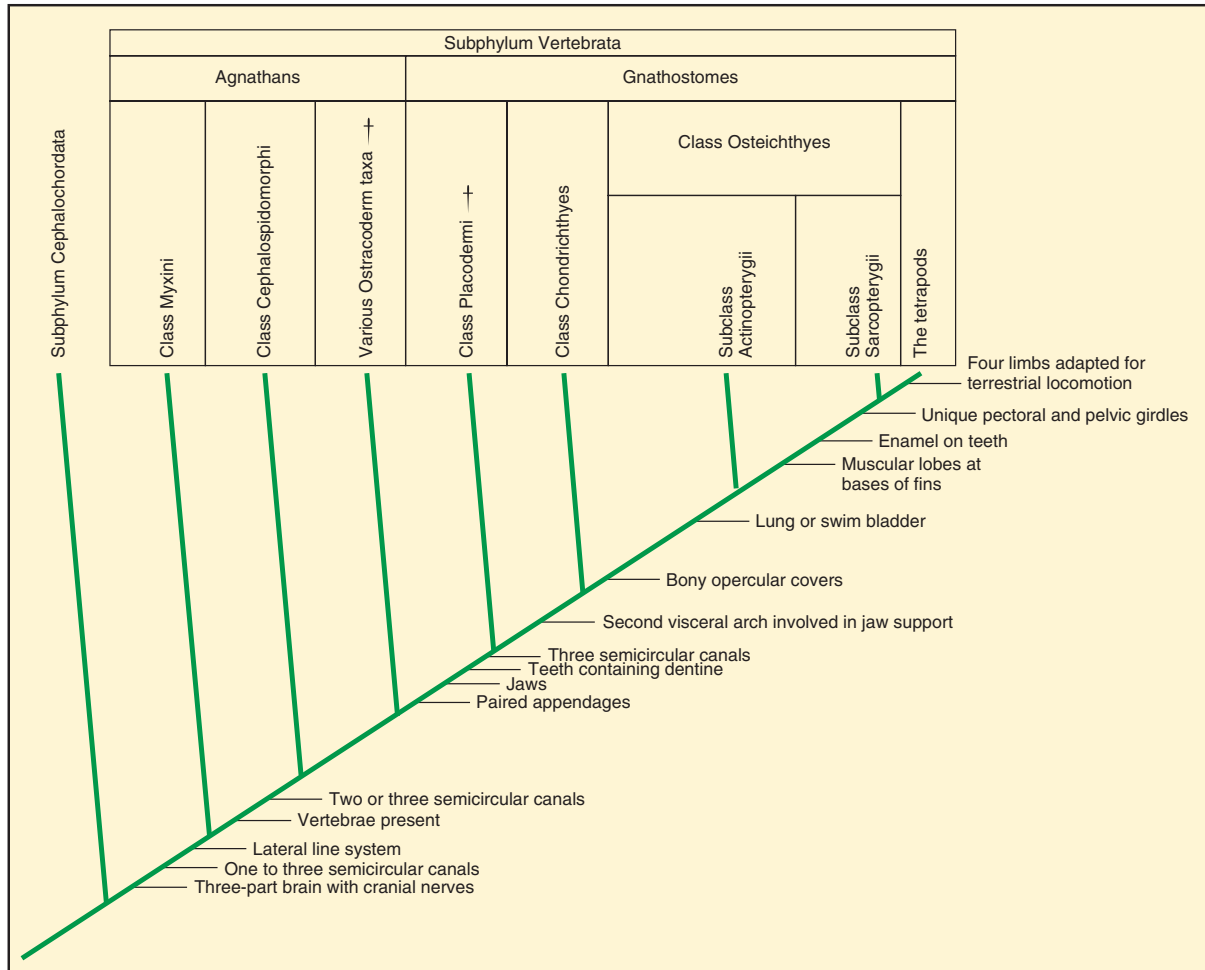 Subphylum Vertebrata
Agnathans
Gnathostomes
Subphylum Cephalochordata
Class Myxini
Class Cephalospidomorphi
Various Ostracoderm taxa
Class Placodermi
Class Chondrichthyes
Class Osteichthyes
Subclass
Actinopterygii
Subclass
Sarcopterygii
The tetrapods
Four limbs adapted for
terrestrial locomotion
Unique pectoral and pelvic girdles
Enamel on teeth
Muscular lobes at
bases of fins
Lung or swim bladder
Bony opercular covers
Second visceral arch involved in jaw support
Three semicircular canals
Teeth containing dentine
Jaws
Paired appendages
Two or three semicircular canals
Vertebrae present
Lateral line system
One to three semicircular canals
Three-part brain with cranial nerves